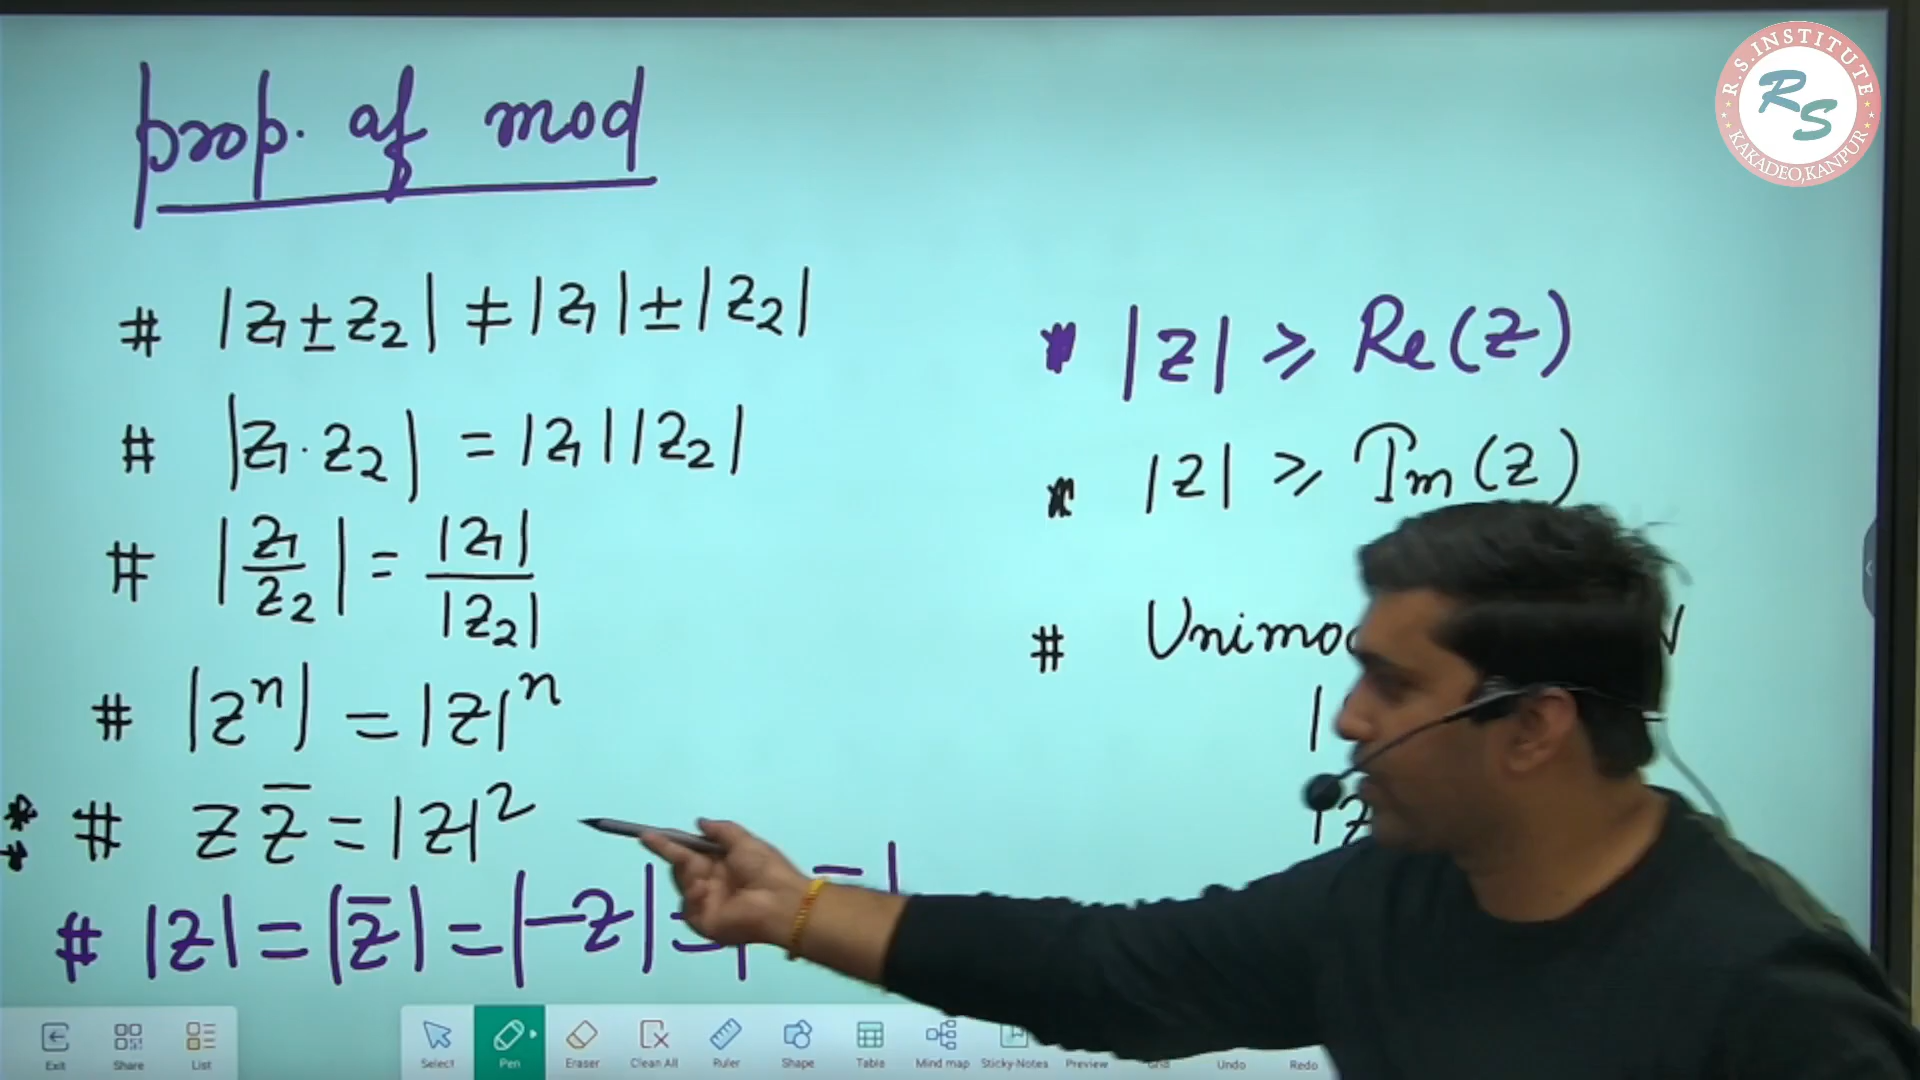 prop. of mod
# |z₁ ± z₂| ≠ |z₁| ± |z₂|
# |z₁ · z₂| = |z₁| |z₂|
# |z₁/z₂| = |z₁|/|z₂|
# |zⁿ| = |z|ⁿ
** # z z̄ = |z|²
# |z| = |z̄| = |-z| =
* |z| ⩾ Re(z)
* |z| ⩾ Im(z)
#
R.S.INSTITUTE
RS
KAKADEO,KANPUR
Exit Share List Select Pen Eraser Clean All Ruler Shape Table Mind map Sticky-Notes Preview Grid Undo Redo